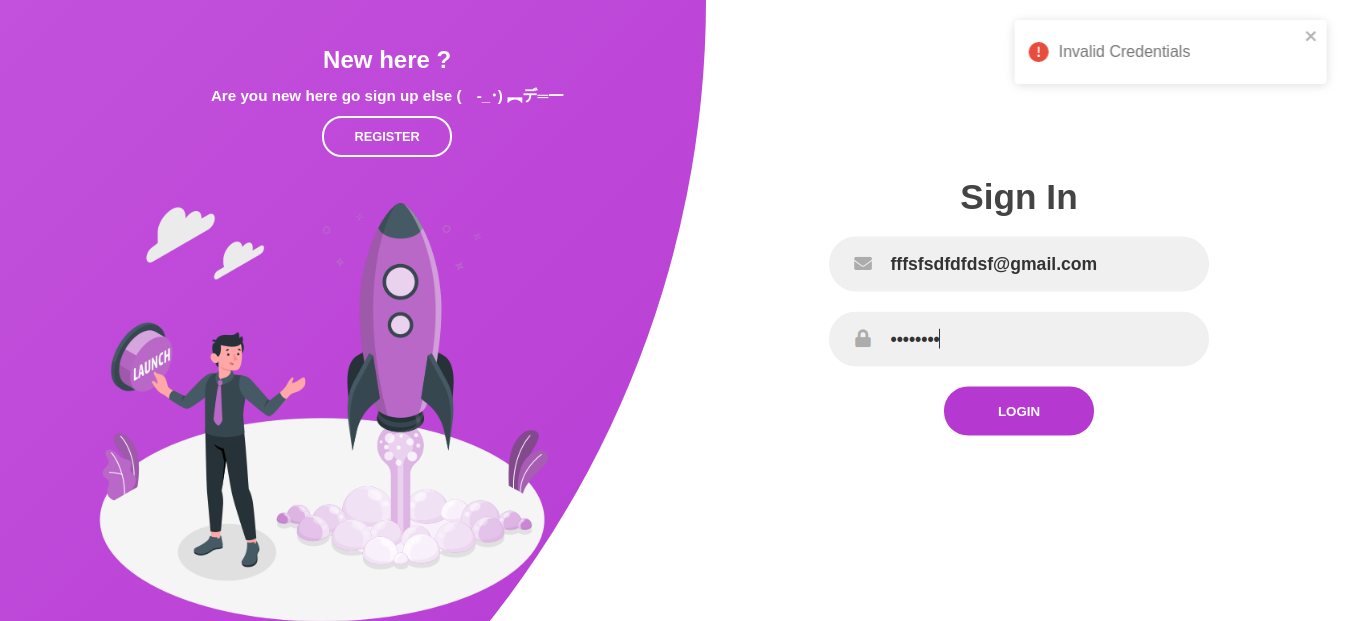 New here ?
Are you new here go sign up else ( -_･) ︻デ═一
REGISTER
LAUNCH
Invalid Credentials
Sign In
fffsfsdfdfdsf@gmail.com
••••••••
LOGIN